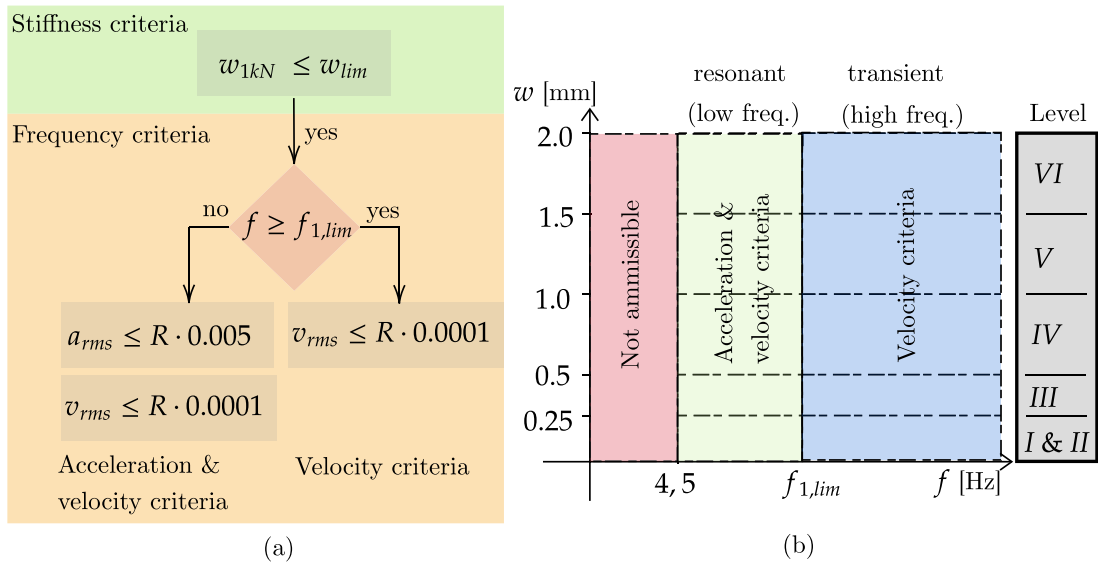 Stiffness criteria
w1kN ≤ wlim
yes
Frequency criteria
no
f ≥ f1,lim
yes
arms ≤ R · 0.005
vrms ≤ R · 0.0001
vrms ≤ R · 0.0001
Acceleration &
velocity criteria
Velocity criteria
(a)
resonant
(low freq.)
transient
(high freq.)
w [mm]
2.0
1.5
1.0
0.5
0.25
Not ammissible
Acceleration &
velocity criteria
Velocity criteria
4,5
f1,lim
f [Hz]
Level
VI
V
IV
III
I & II
(b)